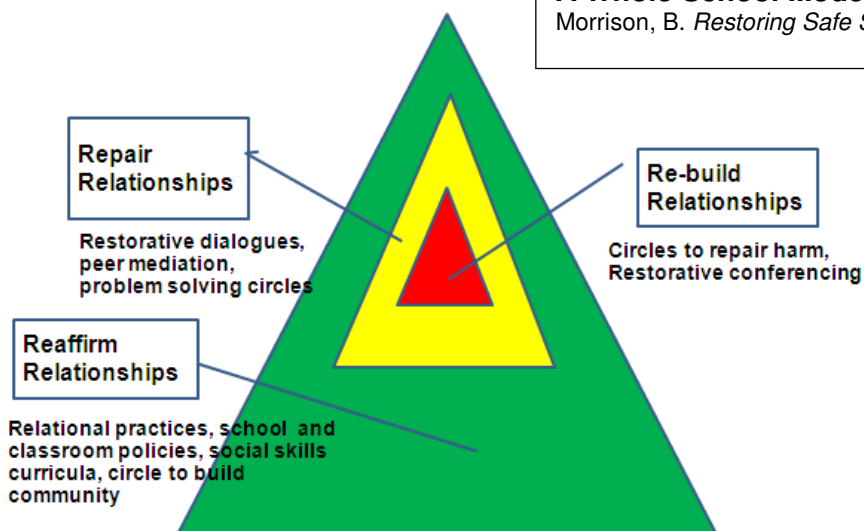 Morrison, B. Restoring Safe
Repair
Relationships
Restorative dialogues,
peer mediation,
problem solving circles
Re-build
Relationships
Circles to repair harm,
Restorative conferencing
Reaffirm
Relationships
Relational practices, school and
classroom policies, social skills
curricula, circle to build
community